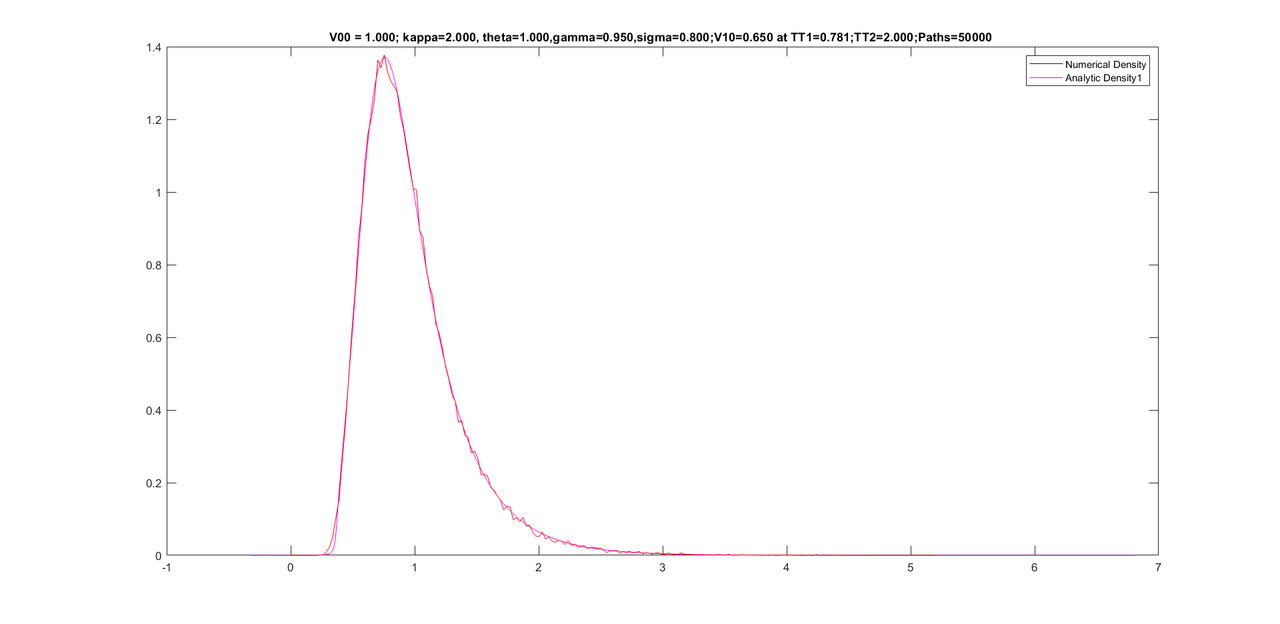 V00 = 1.000; kappa=2.000, theta=1.000,gamma=0.950,sigma=0.800;V10=0.650 at TT1=0.781;TT2=2.000;Paths=50000
Numerical Density
Analytic Density1
1.4
1.2
1
0.8
0.6
0.4
0.2
0
-1 0 1 2 3 4 5 6 7